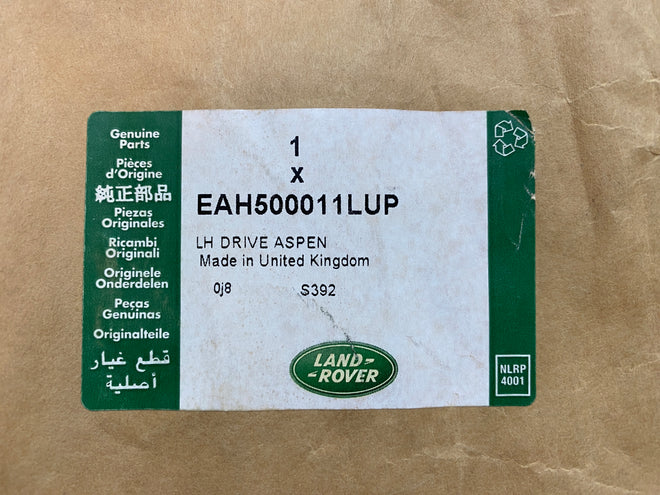 Genuine
Parts
Pièces
d'Origine
純正部品
Piezas
Originales
Ricambi
Originali
Originele
Onderdelen
Peças
Genuinas
Originalteile
قطع غيار
أصلية
1
x
EAH500011LUP
LH DRIVE ASPEN
Made in United Kingdom
0j8 S392
LAND-
-ROVER
NLRP
4001